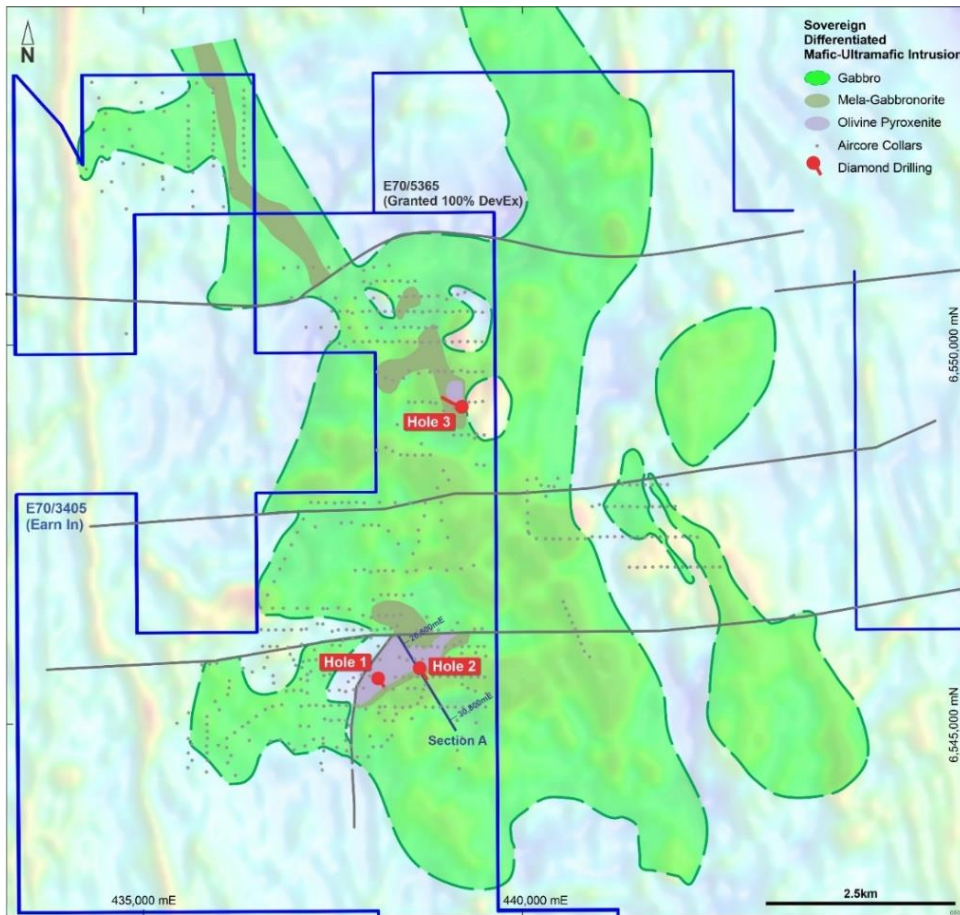 N
Sovereign
Differentiated
Mafic-Ultramafic Intrusion
Gabbro
Mela-Gabbronorite
Olivine Pyroxenite
Aircore Collars
Diamond Drilling
E70/5365
(Granted 100% DevEx)
6,550,000 mN
Hole 3
E70/3405
(Earn In)
Hole 1
Hole 2
Section A
6,545,000 mN
435,000 mE
440,000 mE
2.5km